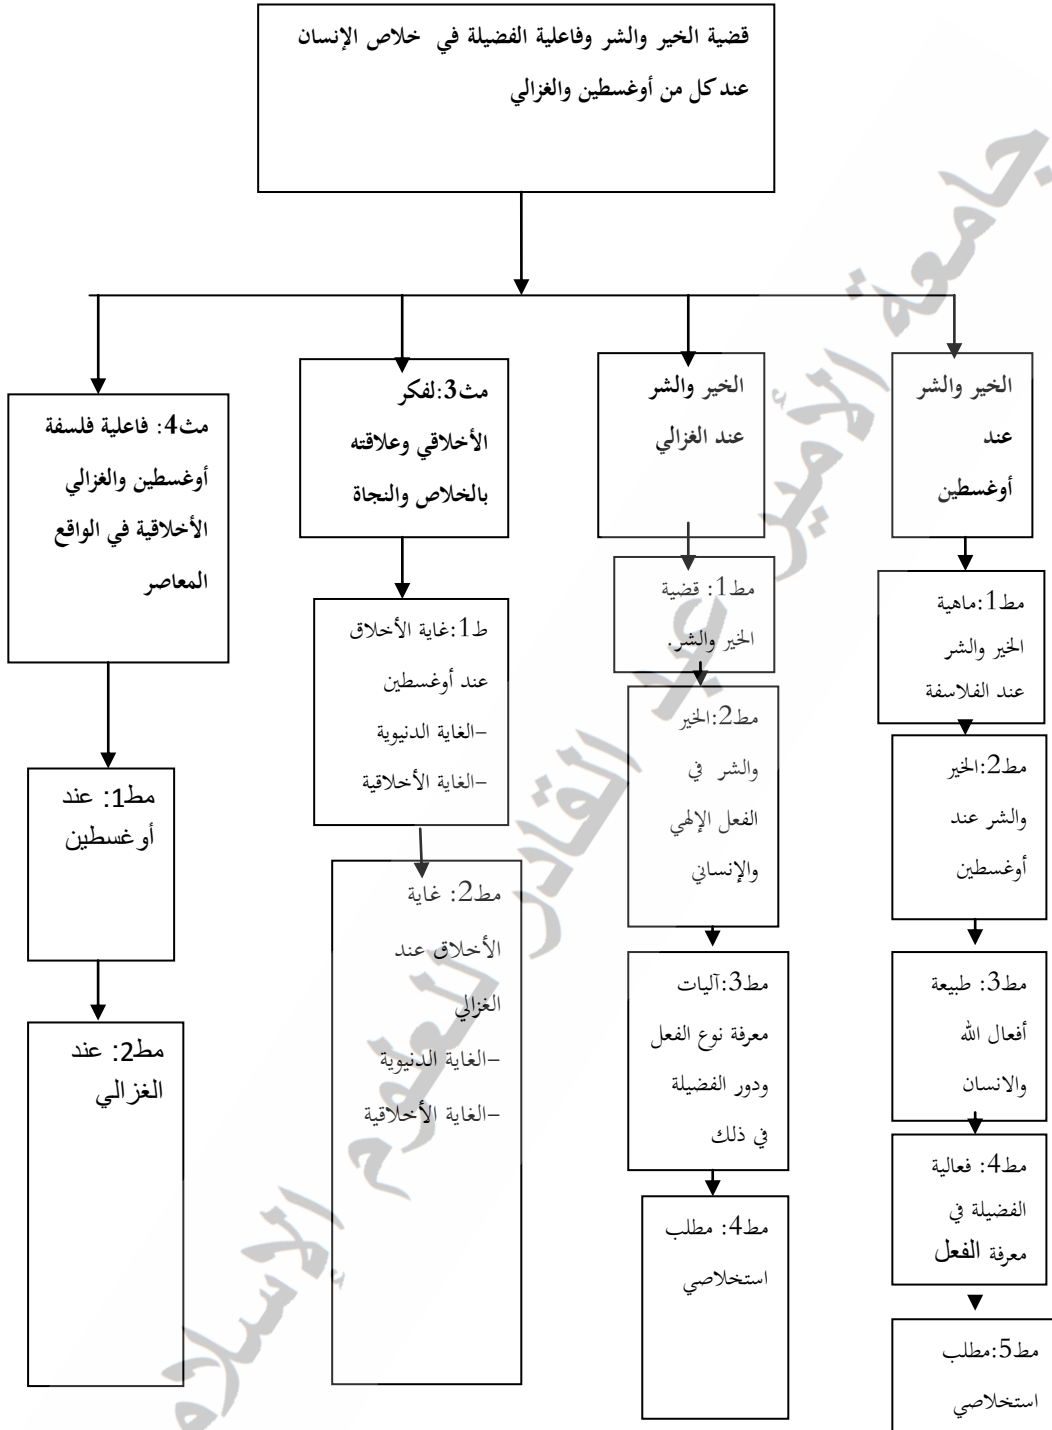 قضية الخير والشر وفاعلية الفضيلة في خلاص الإنسان
عند كل من أوغسطين والغزالي
الخير والشر
عند
أوغسطين
مط1:ماهية
الخير والشر
عند الفلاسفة
مط2:الخير
والشر عند
أوغسطين
مط3: طبيعة
أفعال الله
والانسان
مط4: فعالية
الفضيلة في
معرفة الفعل
مط5:مطلب
استخلاصي
الخير والشر
عند الغزالي
مط1: قضية
الخير والشر.
مط2:الخير
والشر في
الفعل الإلهي
والإنساني
مط3:آليات
معرفة نوع الفعل
ودور الفضيلة
في ذلك
مط4: مطلب
استخلاصي
مث3:لفكر
الأخلاقي وعلاقته
بالخلاص والنجاة
ط1:غاية الأخلاق
عند أوغسطين
-الغاية الدنيوية
-الغاية الأخلاقية
مط2: غاية
الأخلاق عند
الغزالي
-الغاية الدنيوية
-الغاية الأخلاقية
مث4: فاعلية فلسفة
أوغسطين والغزالي
الأخلاقية في الواقع
المعاصر
مط1: عند
أوغسطين
مط2: عند
الغزالي
جامعة الأمير عبد القادر للعلوم الإسلام